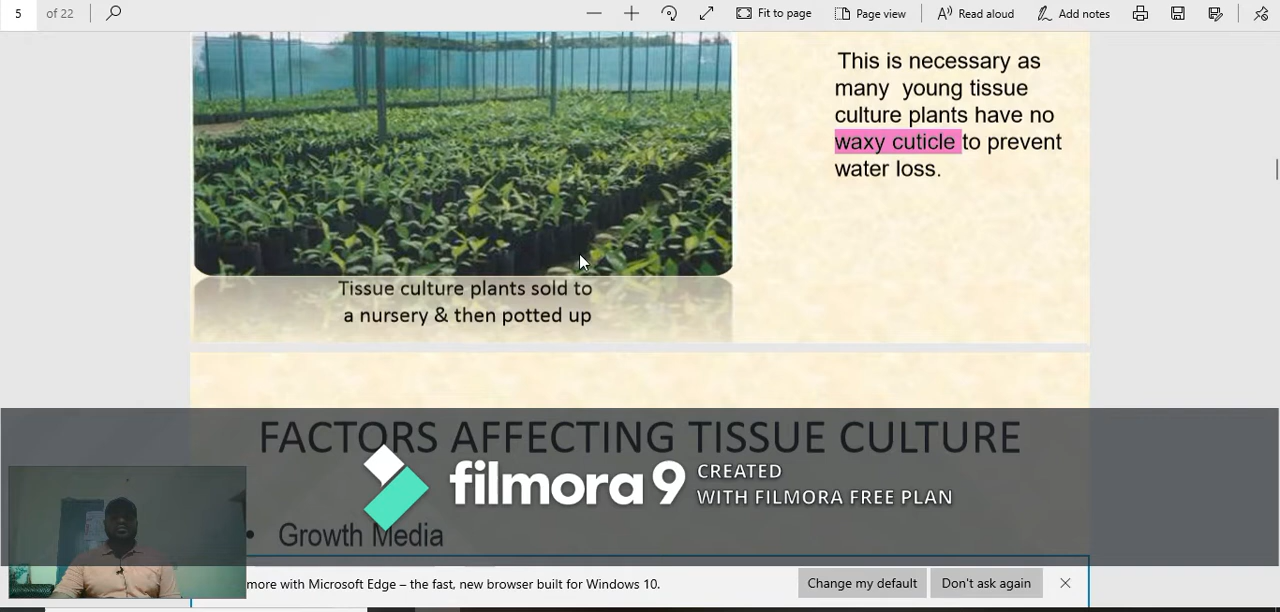 5 of 22
Fit to page
Page view
Read aloud
Add notes
This is necessary as
many young tissue
culture plants have no
waxy cuticle to prevent
water loss.
Tissue culture plants sold to
a nursery & then potted up
FACTORS AFFECTING TISSUE CULTURE
filmora 9
CREATED
WITH FILMORA FREE PLAN
• Growth Media
more with Microsoft Edge – the fast, new browser built for Windows 10.
Change my default
Don't ask again